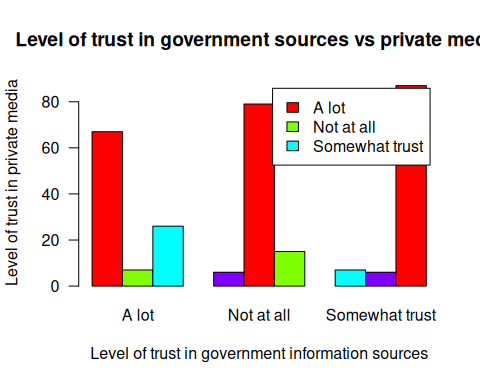 Level of trust in government sources vs private med
Level of trust in private media
80
60
40
20
0
A lot
Not at all
Somewhat trust
A lot
Not at all
Somewhat trust
Level of trust in government information sources